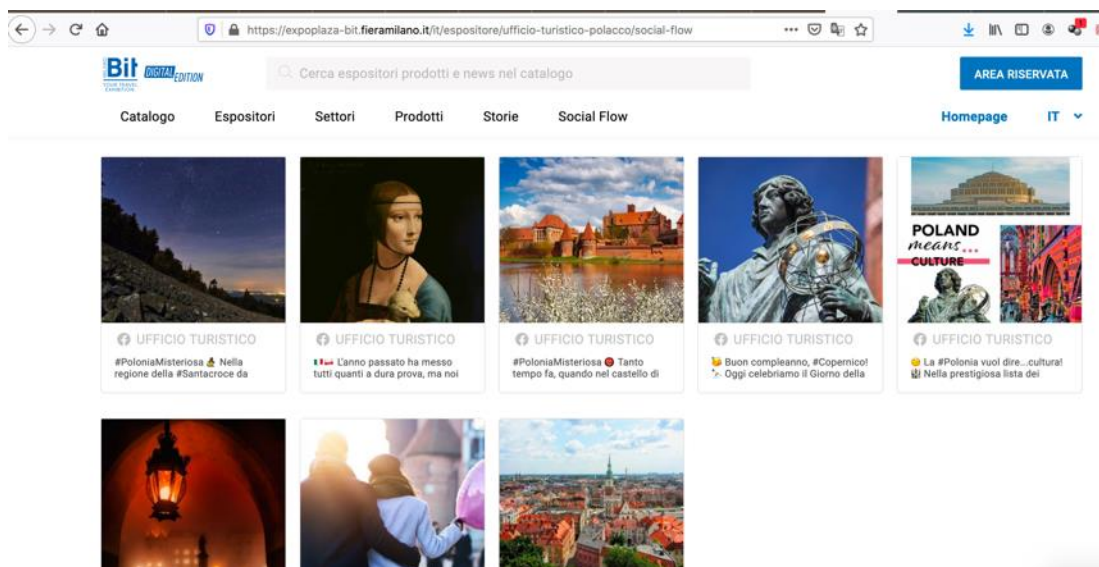 https://expoplaza-bit.fieramilano.it/it/espositore/ufficio-turistico-polacco/social-flow
Bit DIGITAL EDITION
YOUR TRAVEL
EXHIBITION
Cerca espositori prodotti e news nel catalogo
AREA RISERVATA
Catalogo Espositori Settori Prodotti Storie Social Flow Homepage IT
POLAND
means...
CULTURE
UFFICIO TURISTICO
#PoloniaMisteriosa Nella
regione della #Santacroce da
UFFICIO TURISTICO
L'anno passato ha messo
tutti quanti a dura prova, ma noi
UFFICIO TURISTICO
#PoloniaMisteriosa Tanto
tempo fa, quando nel castello di
UFFICIO TURISTICO
Buon compleanno, #Copernico!
Oggi celebriamo il Giorno della
UFFICIO TURISTICO
La #Polonia vuol dire...cultura!
Nella prestigiosa lista dei